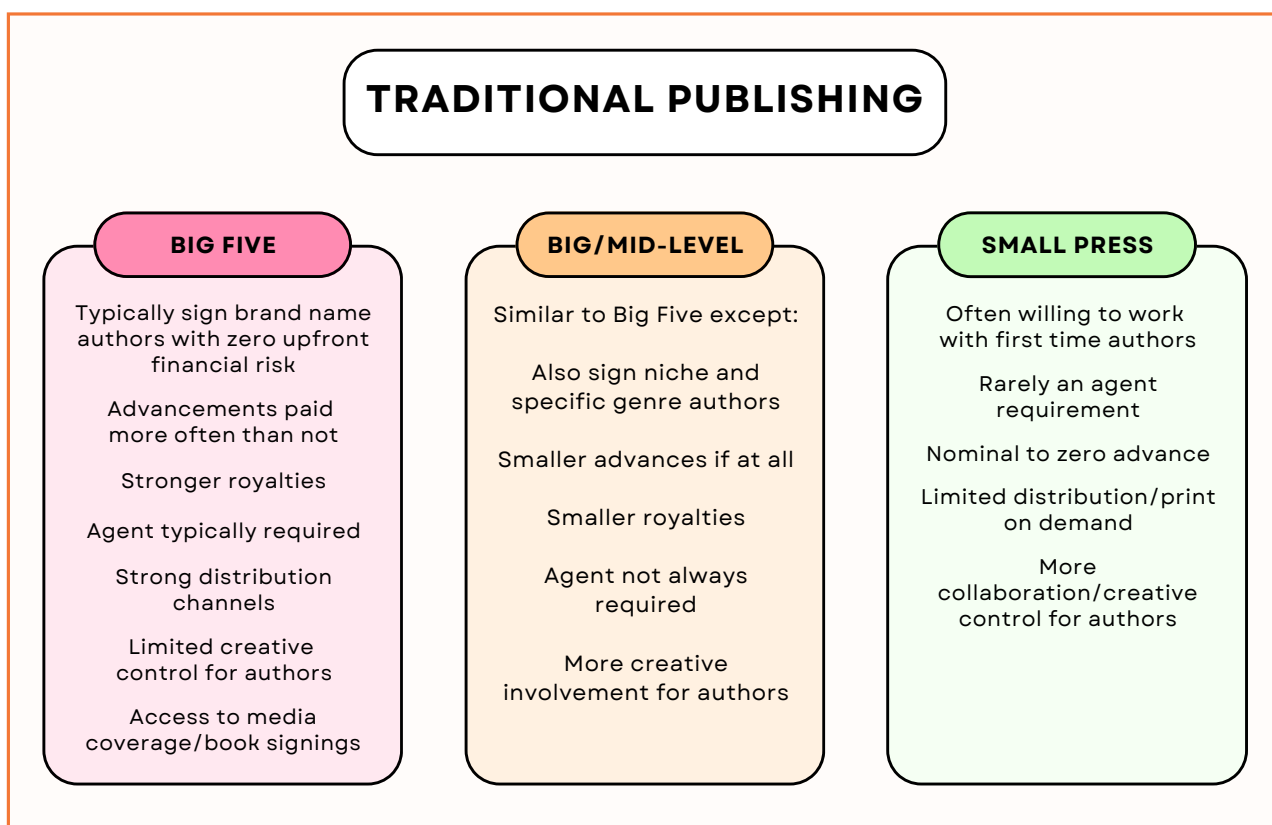 TRADITIONAL PUBLISHING
BIG FIVE
Typically sign brand name
authors with zero upfront
financial risk
Advancements paid
more often than not
Stronger royalties
Agent typically required
Strong distribution
channels
Limited creative
control for authors
Access to media
coverage/book signings
BIG/MID-LEVEL
Similar to Big Five except:
Also sign niche and
specific genre authors
Smaller advances if at all
Smaller royalties
Agent not always
required
More creative
involvement for authors
SMALL PRESS
Often willing to work
with first time authors
Rarely an agent
requirement
Nominal to zero advance
Limited distribution/print
on demand
More
collaboration/creative
control for authors